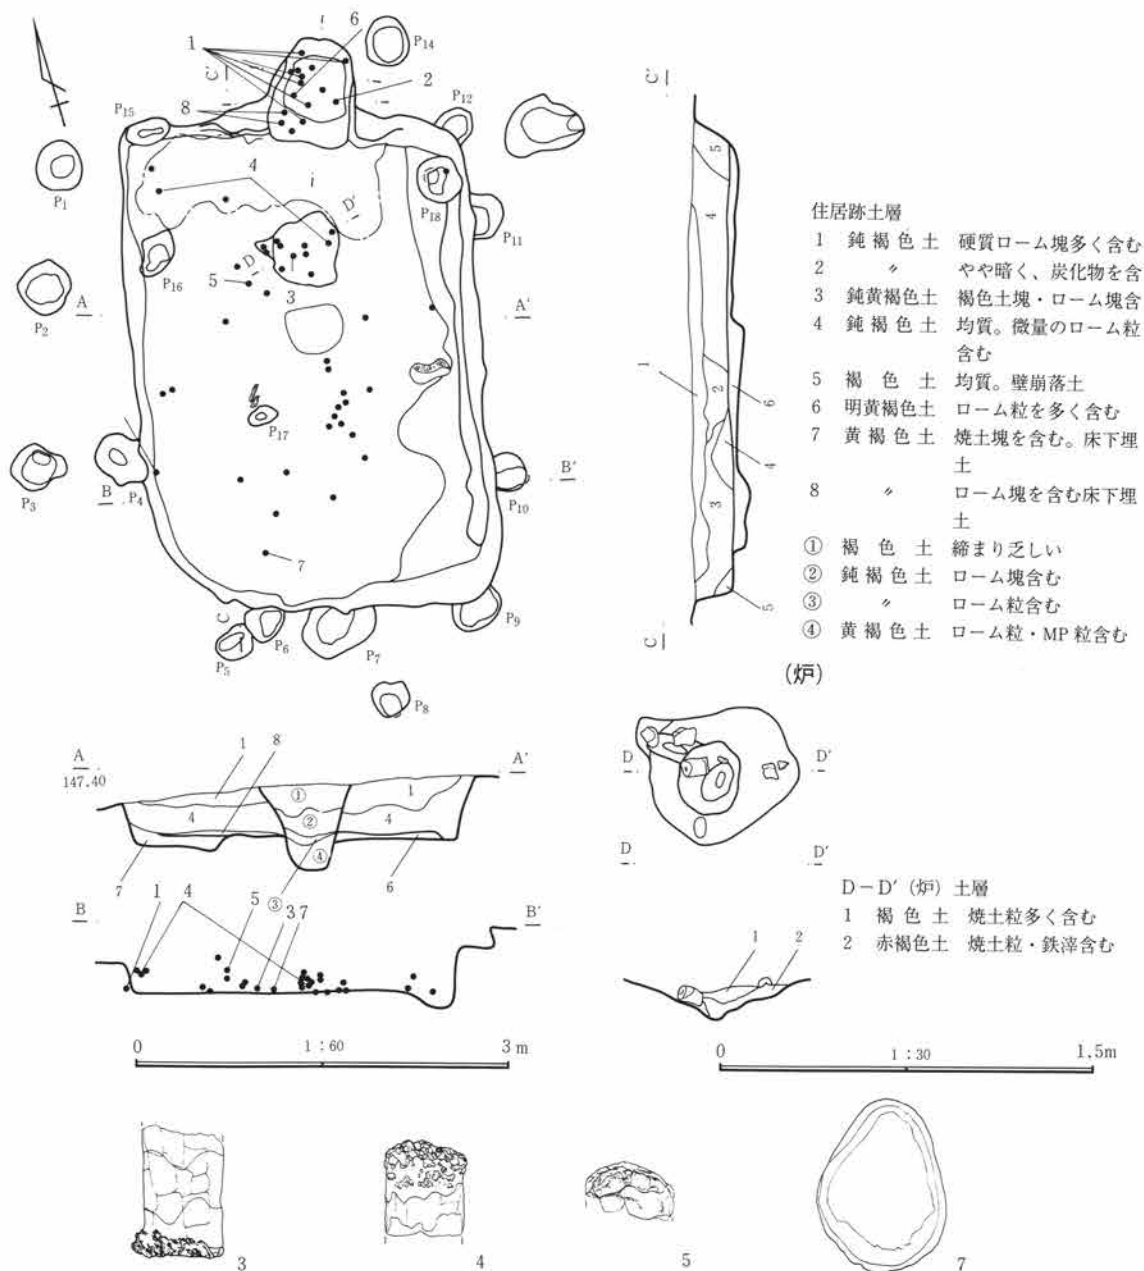 6
1
P14
C'
2
P12
P15
8
P1
4
i
D'
P18
P11
D
P16
5
3
A
A'
P2
P17
P3
B
P4
B'
P10
7
C
P5
P6
P7
P9
P8
C'
5
4
1
2
6
4
3
5
C
住居跡土層
1 鈍褐色土 硬質ローム塊多く含む
2 〃 やや暗く、炭化物を含
3 鈍黄褐色土 褐色土塊・ローム塊含
4 鈍褐色土 均質。微量のローム粒
含む
5 褐色土 均質。壁崩落土
6 明黄褐色土 ローム粒を多く含む
7 黄褐色土 焼土塊を含む。床下埋
土
8 〃 ローム塊を含む床下埋
土
① 褐色土 締まり乏しい
② 鈍褐色土 ローム塊含む
③ 〃 ローム粒含む
④ 黄褐色土 ローム粒・MP粒含む
(炉)
D D'
D D'
A 1 8 A'
147.40
① 1
4 ② 4
④
7 ③ 6
B 1 4 5 3 7 B'
D-D'(炉)土層
1 褐色土 焼土粒多く含む
2 赤褐色土 焼土粒・鉄滓含む
1 2
0 1:60 3m
0 1:30 1.5m
3 4 5 7